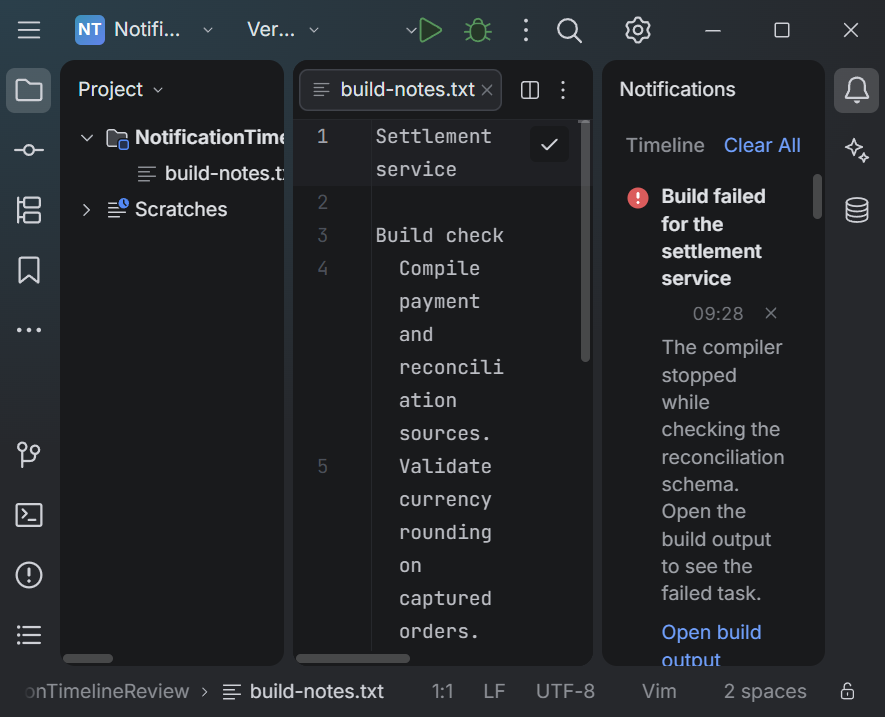 NT Notifi... Ver...
Project
NotificationTime
build-notes.t
Scratches
build-notes.txt
1 Settlement
service
2
3 Build check
4 Compile
payment
and
reconcili
ation
sources.
5 Validate
currency
rounding
on
captured
orders.
Notifications
Timeline Clear All
Build failed
for the
settlement
service
09:28
The compiler
stopped
while
checking the
reconciliation
schema.
Open the
build output
to see the
failed task.
Open build
output
onTimelineReview › build-notes.txt 1:1 LF UTF-8 Vim 2 spaces